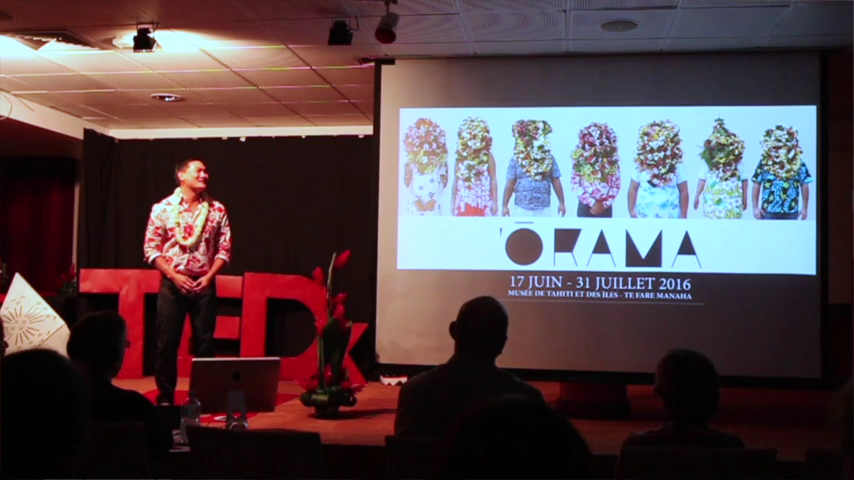 TEDx
'ŌRAMA
17 JUIN - 31 JUILLET 2016
MUSÉE DE TAHITI ET DES ÎLES - TE FARE MANAHA